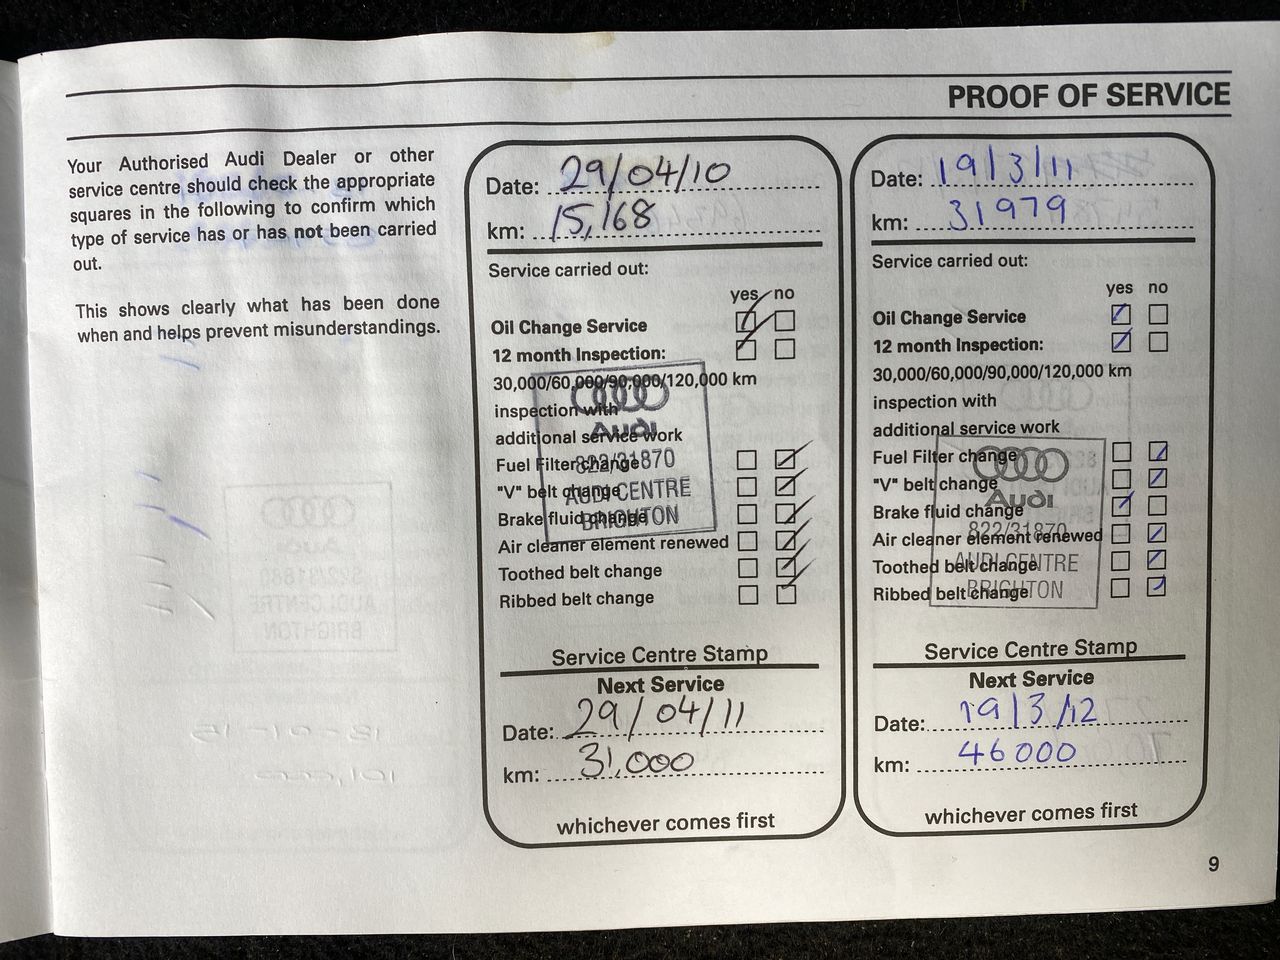 PROOF OF SERVICE
Your Authorised Audi Dealer or other
service centre should check the appropriate
squares in the following to confirm which
type of service has or has not been carried
out.
This shows clearly what has been done
when and helps prevent misunderstandings.
Date: 29/04/10
km: 15,168
Service carried out:
yes no
Oil Change Service
12 month Inspection:
30,000/60,000/90,000/120,000 km
inspection with
additional service work
Fuel Filter change
"V" belt change
Brake fluid change
Air cleaner element renewed
Toothed belt change
Ribbed belt change
Audi
822/31870
AUDI CENTRE
BRIGHTON
Service Centre Stamp
Next Service
Date: 29/04/11
km: 31,000
whichever comes first
Date: 19/3/11
km: 31979
Service carried out:
yes no
Oil Change Service
12 month Inspection:
30,000/60,000/90,000/120,000 km
inspection with
additional service work
Fuel Filter change
"V" belt change
Brake fluid change
Air cleaner element renewed
Toothed belt change
Ribbed belt change
Audi
822/31870
AUDI CENTRE
BRIGHTON
Service Centre Stamp
Next Service
Date: 19/3/12
km: 46000
whichever comes first
9